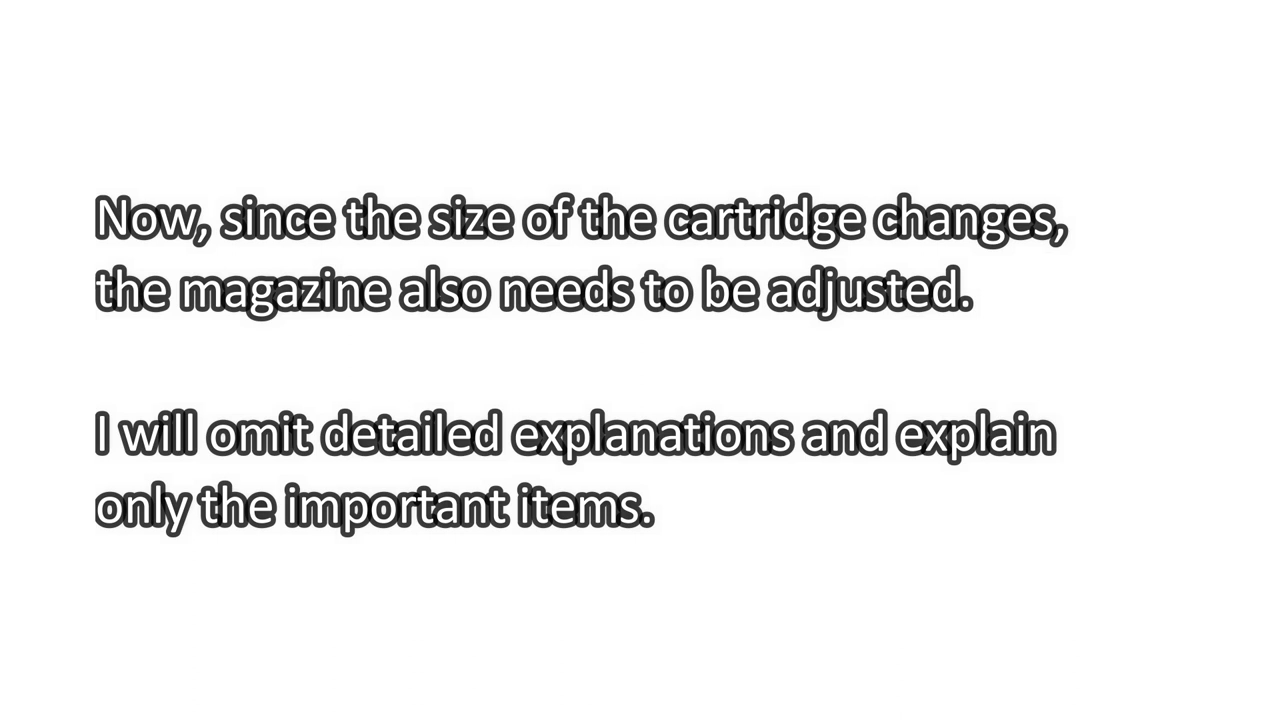 Now, since the size of the cartridge changes,
the magazine also needs to be adjusted.
I will omit detailed explanations and explain
only the important items.